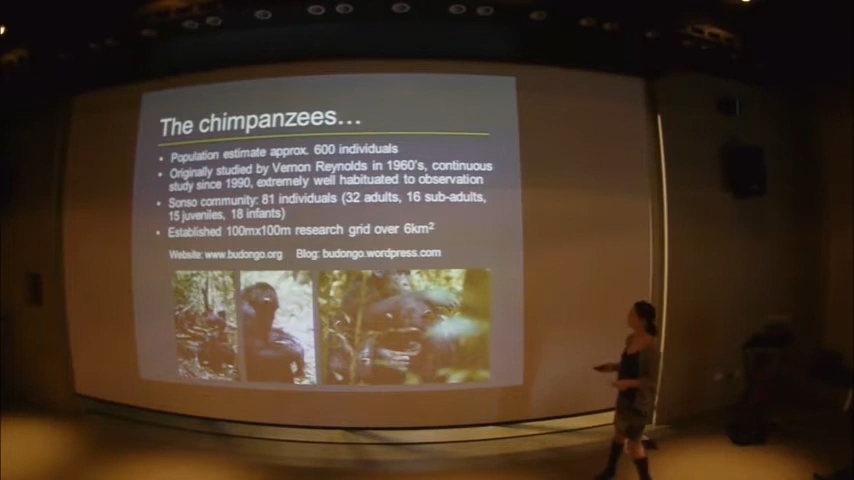 The chimpanzees…
• Population estimate approx. 600 individuals
• Originally studied by Vernon Reynolds in 1960's, continuous
study since 1990, extremely well habituated to observation
• Sonso community: 81 individuals (32 adults, 16 sub-adults,
15 juveniles, 18 infants)
• Established 100mx100m research grid over 6km²
Website: www.budongo.org Blog: budongo.wordpress.com